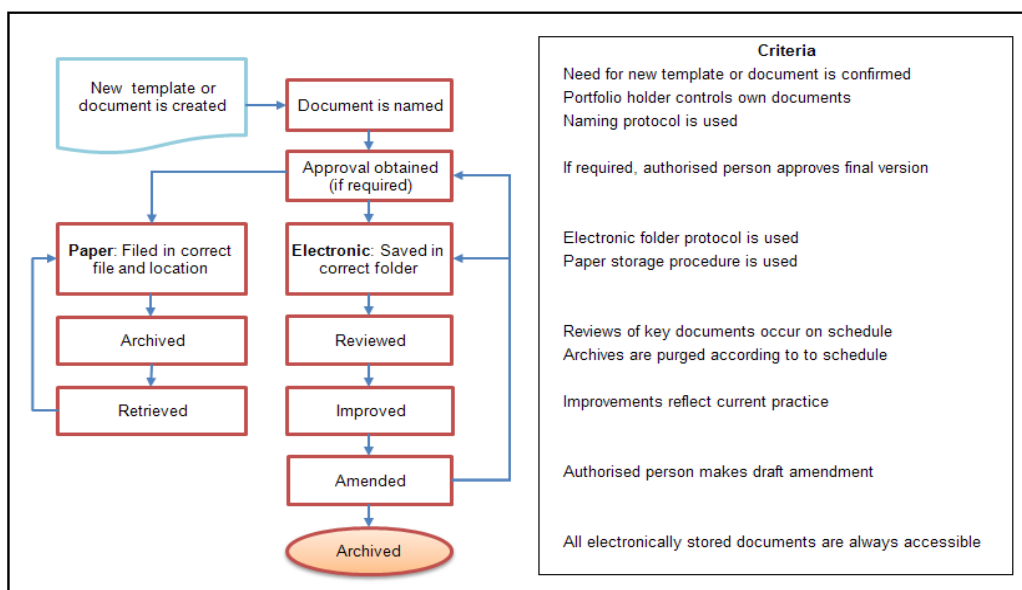 New template or
document is created
Document is named
Approval obtained
(if required)
Paper: Filed in correct
file and location
Electronic: Saved in
correct folder
Archived
Reviewed
Retrieved
Improved
Amended
Archived
Criteria
Need for new template or document is confirmed
Portfolio holder controls own documents
Naming protocol is used
If required, authorised person approves final version
Electronic folder protocol is used
Paper storage procedure is used
Reviews of key documents occur on schedule
Archives are purged according to to schedule
Improvements reflect current practice
Authorised person makes draft amendment
All electronically stored documents are always accessible